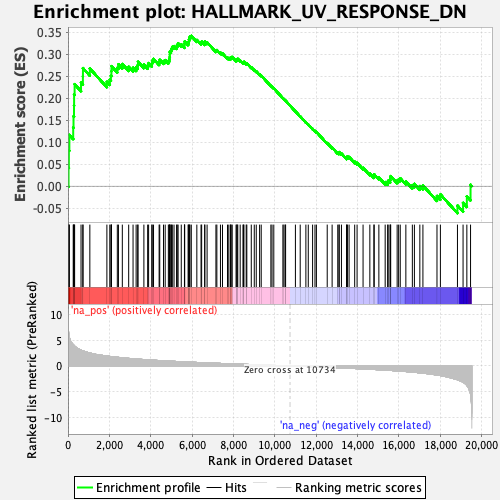 Enrichment plot: HALLMARK_UV_RESPONSE_DN
Enrichment score (ES)
0.35
0.30
0.25
0.20
0.15
0.10
0.05
0.00
-0.05
'na_pos' (positively correlated)
Ranked list metric (PreRanked)
10
5
0
-5
-10
Zero cross at 10734
'na_neg' (negatively correlated)
0 2,000 4,000 6,000 8,000 10,000 12,000 14,000 16,000 18,000 20,000
Rank in Ordered Dataset
Enrichment profile Hits Ranking metric scores